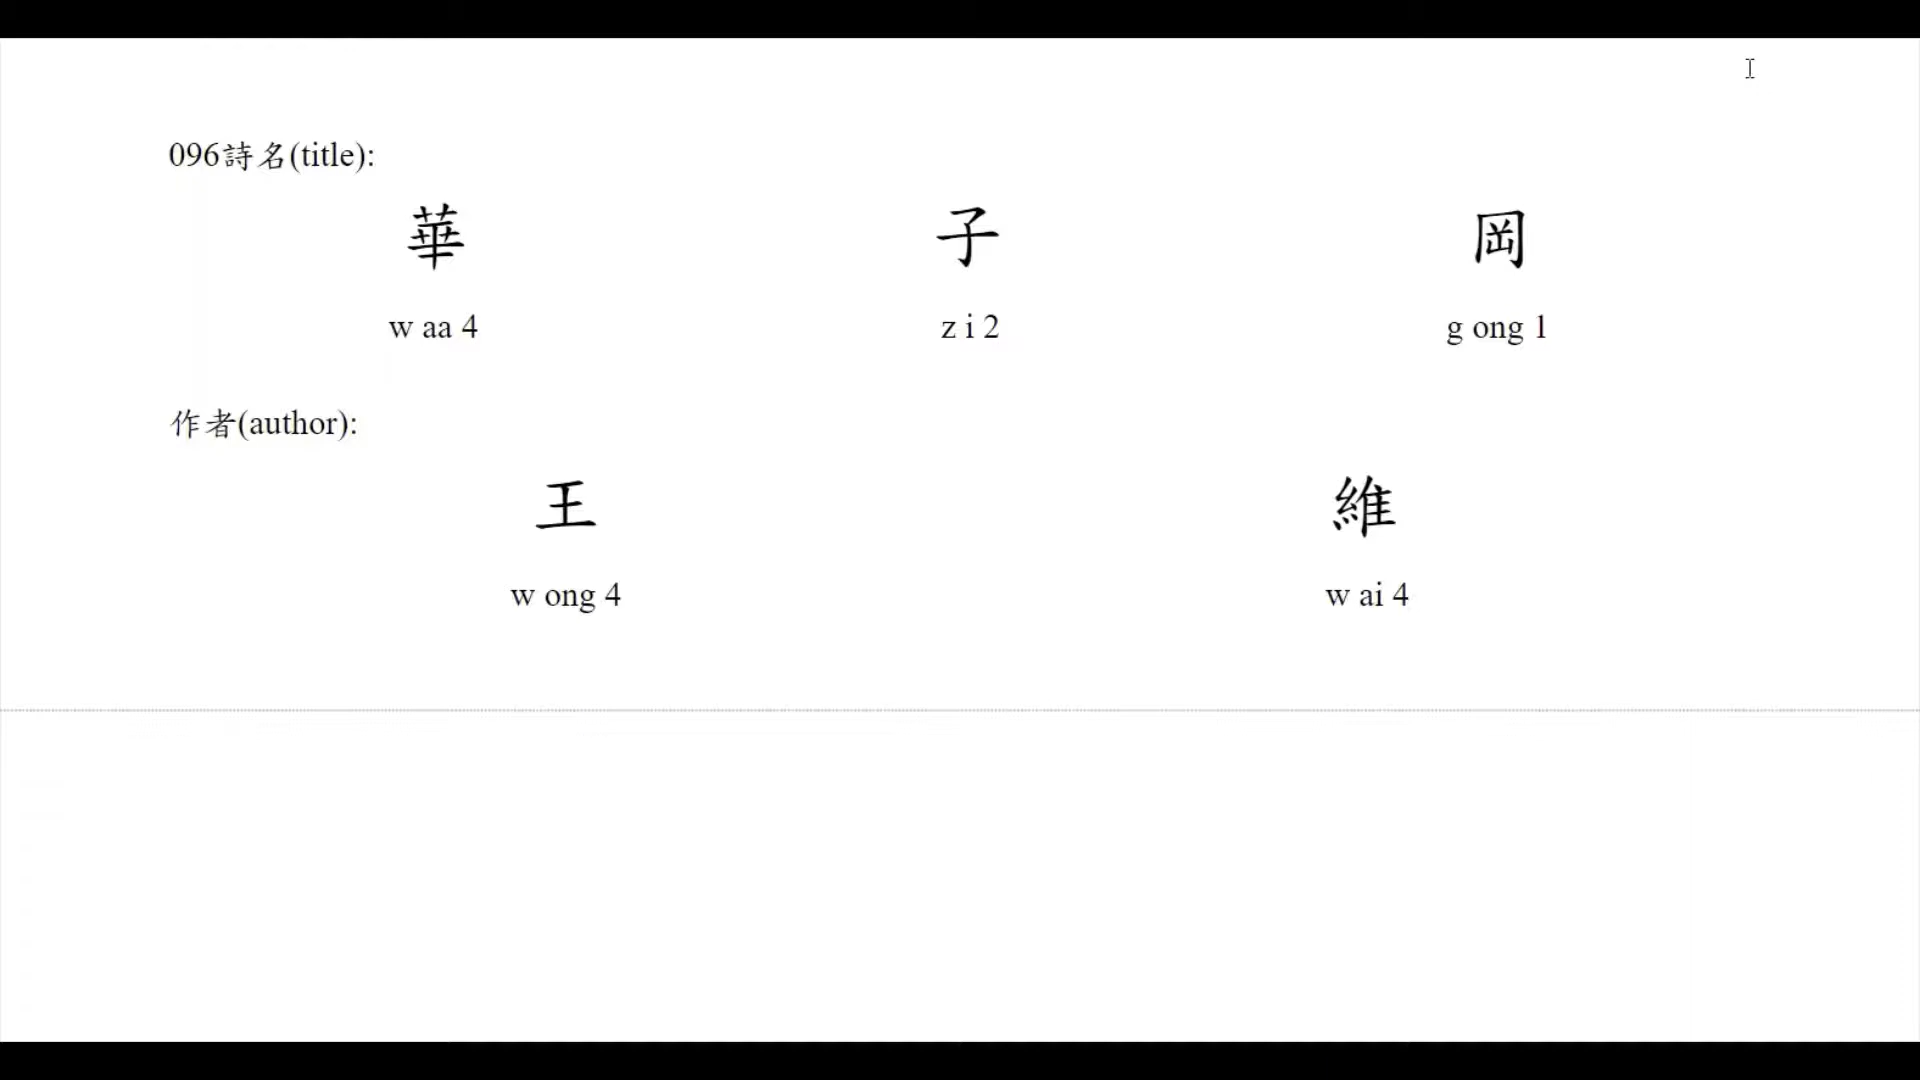 096詩名(title):
華 子 岡
w aa 4 z i 2 g ong 1
作者(author):
王 維
w ong 4 w ai 4